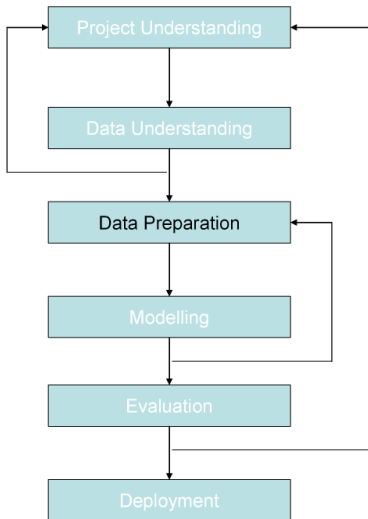 Project Understanding
Data Understanding
Data Preparation
Modelling
Evaluation
Deployment